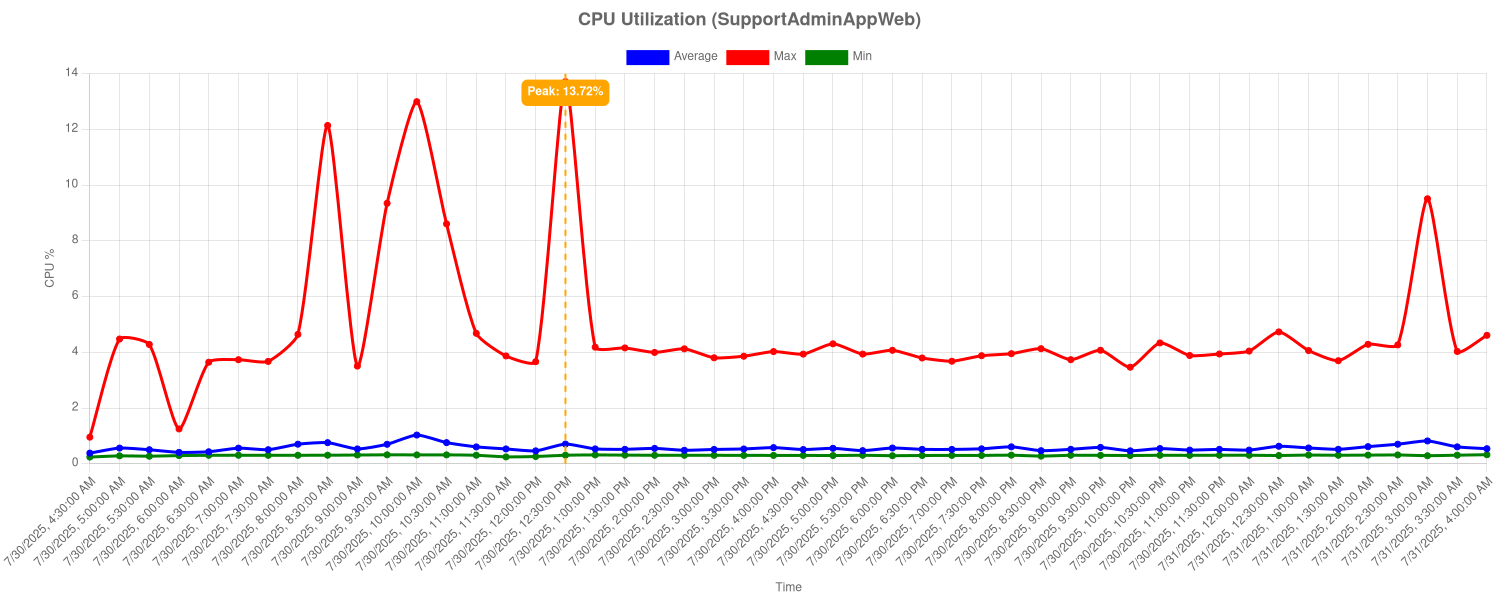 CPU Utilization (SupportAdminAppWeb)
Average Max Min
Peak: 13.72%
14
12
10
8
6
4
2
0
CPU %
7/30/2025, 4:30:00 AM
7/30/2025, 5:00:00 AM
7/30/2025, 5:30:00 AM
7/30/2025, 6:00:00 AM
7/30/2025, 6:30:00 AM
7/30/2025, 7:00:00 AM
7/30/2025, 7:30:00 AM
7/30/2025, 8:00:00 AM
7/30/2025, 8:30:00 AM
7/30/2025, 9:00:00 AM
7/30/2025, 9:30:00 AM
7/30/2025, 10:00:00 AM
7/30/2025, 10:30:00 AM
7/30/2025, 11:00:00 AM
7/30/2025, 11:30:00 AM
7/30/2025, 12:00:00 PM
7/30/2025, 12:30:00 PM
7/30/2025, 1:00:00 PM
7/30/2025, 1:30:00 PM
7/30/2025, 2:00:00 PM
7/30/2025, 2:30:00 PM
7/30/2025, 3:00:00 PM
7/30/2025, 3:30:00 PM
7/30/2025, 4:00:00 PM
7/30/2025, 4:30:00 PM
7/30/2025, 5:00:00 PM
7/30/2025, 5:30:00 PM
7/30/2025, 6:00:00 PM
7/30/2025, 6:30:00 PM
7/30/2025, 7:00:00 PM
7/30/2025, 7:30:00 PM
7/30/2025, 8:00:00 PM
7/30/2025, 8:30:00 PM
7/30/2025, 9:00:00 PM
7/30/2025, 9:30:00 PM
7/30/2025, 10:00:00 PM
7/30/2025, 10:30:00 PM
7/30/2025, 11:00:00 PM
7/30/2025, 11:30:00 PM
7/31/2025, 12:00:00 AM
7/31/2025, 12:30:00 AM
7/31/2025, 1:00:00 AM
7/31/2025, 1:30:00 AM
7/31/2025, 2:00:00 AM
7/31/2025, 2:30:00 AM
7/31/2025, 3:00:00 AM
7/31/2025, 3:30:00 AM
7/31/2025, 4:00:00 AM
Time